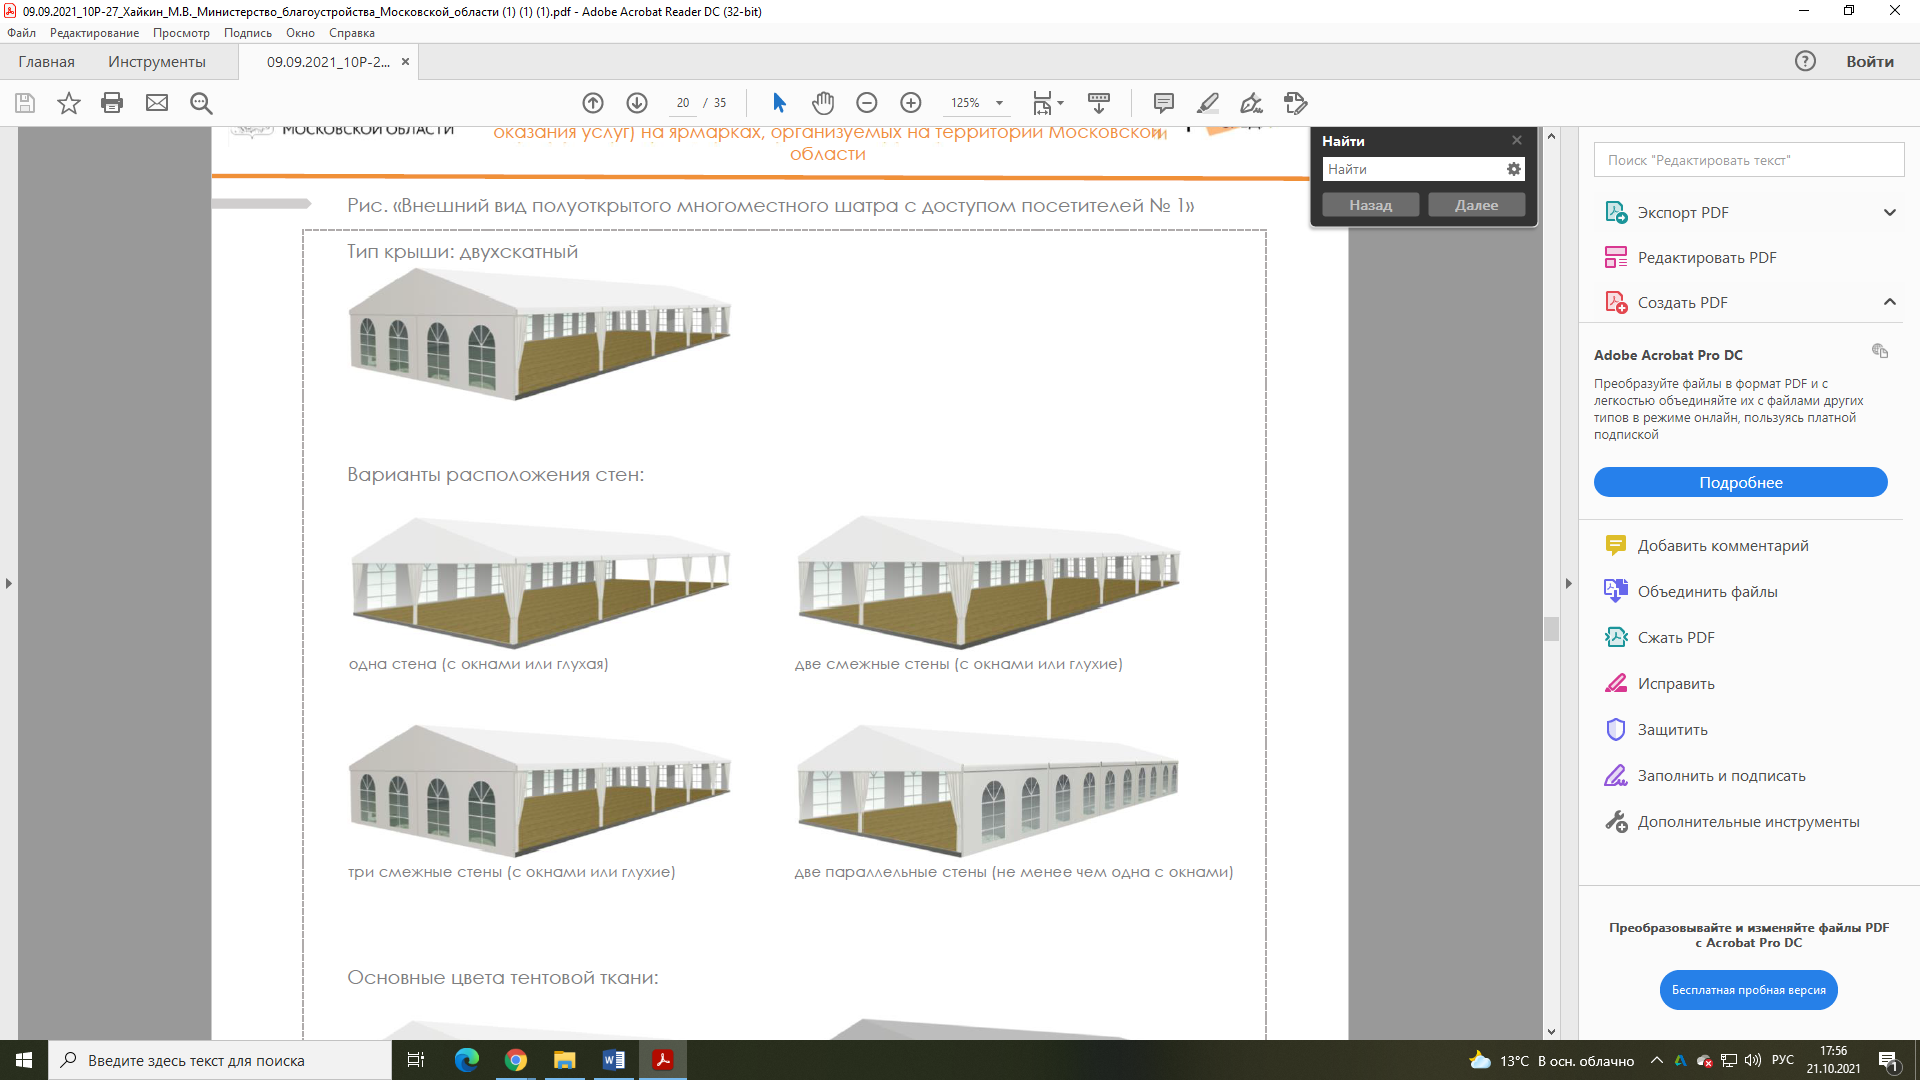 09.09.2021_10Р-27_Хайкин_М.В._Министерство_благоустройства_Московской_области (1) (1) (1).pdf - Adobe Acrobat Reader DC (32-bit)
Файл Редактирование Просмотр Подпись Окно Справка
Главная Инструменты 09.09.2021_10Р-2... Войти
20 / 35 125%
МОСКОВСКОЙ ОБЛАСТИ
оказания услуг) на ярмарках, организуемых на территории Московской
области
Рис. «Внешний вид полуоткрытого многоместного шатра с доступом посетителей № 1»
Тип крыши: двухскатный
Варианты расположения стен:
одна стена (с окнами или глухая)
две смежные стены (с окнами или глухие)
три смежные стены (с окнами или глухие)
две параллельные стены (не менее чем одна с окнами)
Основные цвета тентовой ткани:
Найти
Найти
Назад Далее
Поиск "Редактировать текст"
Экспорт PDF
Редактировать PDF
Создать PDF
Adobe Acrobat Pro DC
Преобразуйте файлы в формат PDF и с
легкостью объединяйте их с файлами других
типов в режиме онлайн, пользуясь платной
подпиской
Подробнее
Добавить комментарий
Объединить файлы
Сжать PDF
Исправить
Защитить
Заполнить и подписать
Дополнительные инструменты
Преобразовывайте и изменяйте файлы PDF
с Acrobat Pro DC
Бесплатная пробная версия
Введите здесь текст для поиска
13°C В осн. облачно
РУС
17:56
21.10.2021
1